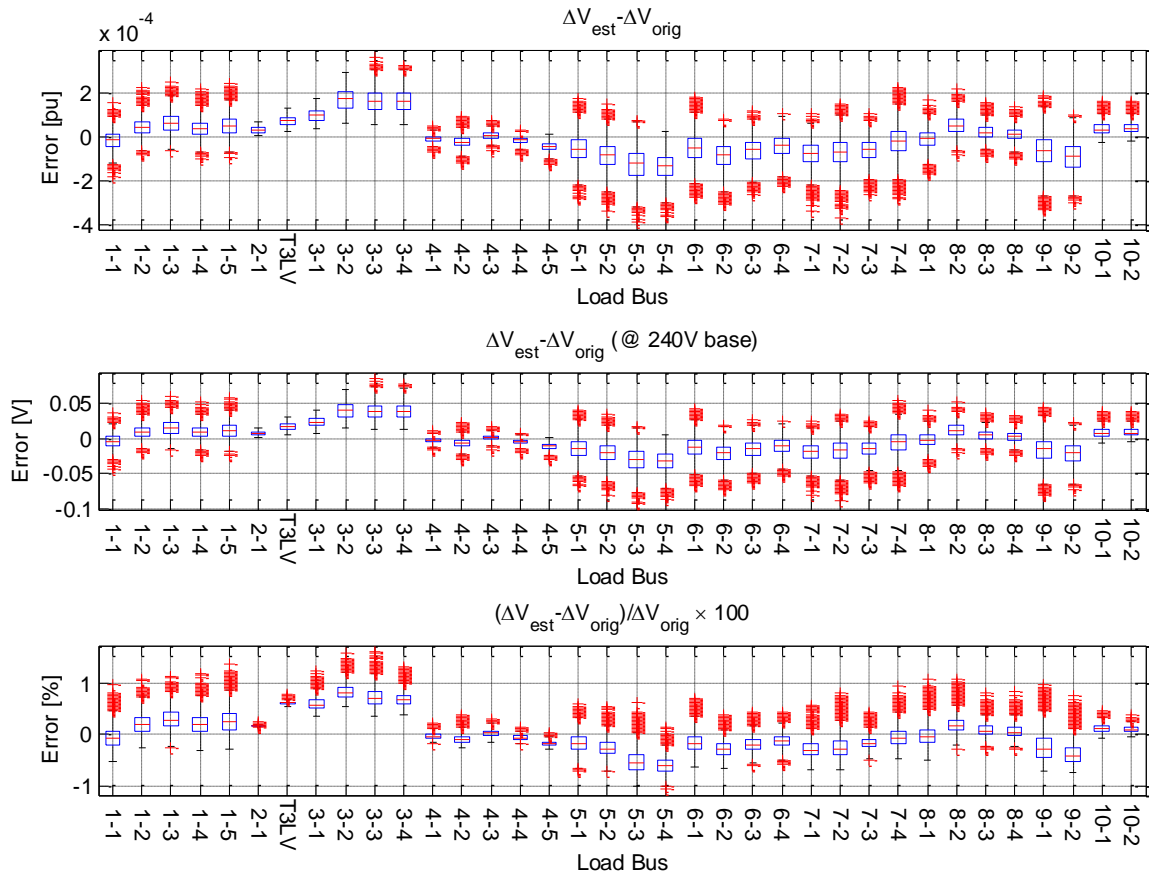 ΔVest-ΔVorig
x 10-4
Error [pu]
2
0
-2
-4
1-1 1-2 1-3 1-4 1-5 2-1 T3LV 3-1 3-2 3-3 3-4 4-1 4-2 4-3 4-4 4-5 5-1 5-2 5-3 5-4 6-1 6-2 6-3 6-4 7-1 7-2 7-3 7-4 8-1 8-2 8-3 8-4 9-1 9-2 10-1 10-2
Load Bus
ΔVest-ΔVorig (@ 240V base)
Error [V]
0.05
0
-0.05
-0.1
1-1 1-2 1-3 1-4 1-5 2-1 T3LV 3-1 3-2 3-3 3-4 4-1 4-2 4-3 4-4 4-5 5-1 5-2 5-3 5-4 6-1 6-2 6-3 6-4 7-1 7-2 7-3 7-4 8-1 8-2 8-3 8-4 9-1 9-2 10-1 10-2
Load Bus
(ΔVest-ΔVorig)/ΔVorig × 100
Error [%]
1
0
-1
1-1 1-2 1-3 1-4 1-5 2-1 T3LV 3-1 3-2 3-3 3-4 4-1 4-2 4-3 4-4 4-5 5-1 5-2 5-3 5-4 6-1 6-2 6-3 6-4 7-1 7-2 7-3 7-4 8-1 8-2 8-3 8-4 9-1 9-2 10-1 10-2
Load Bus